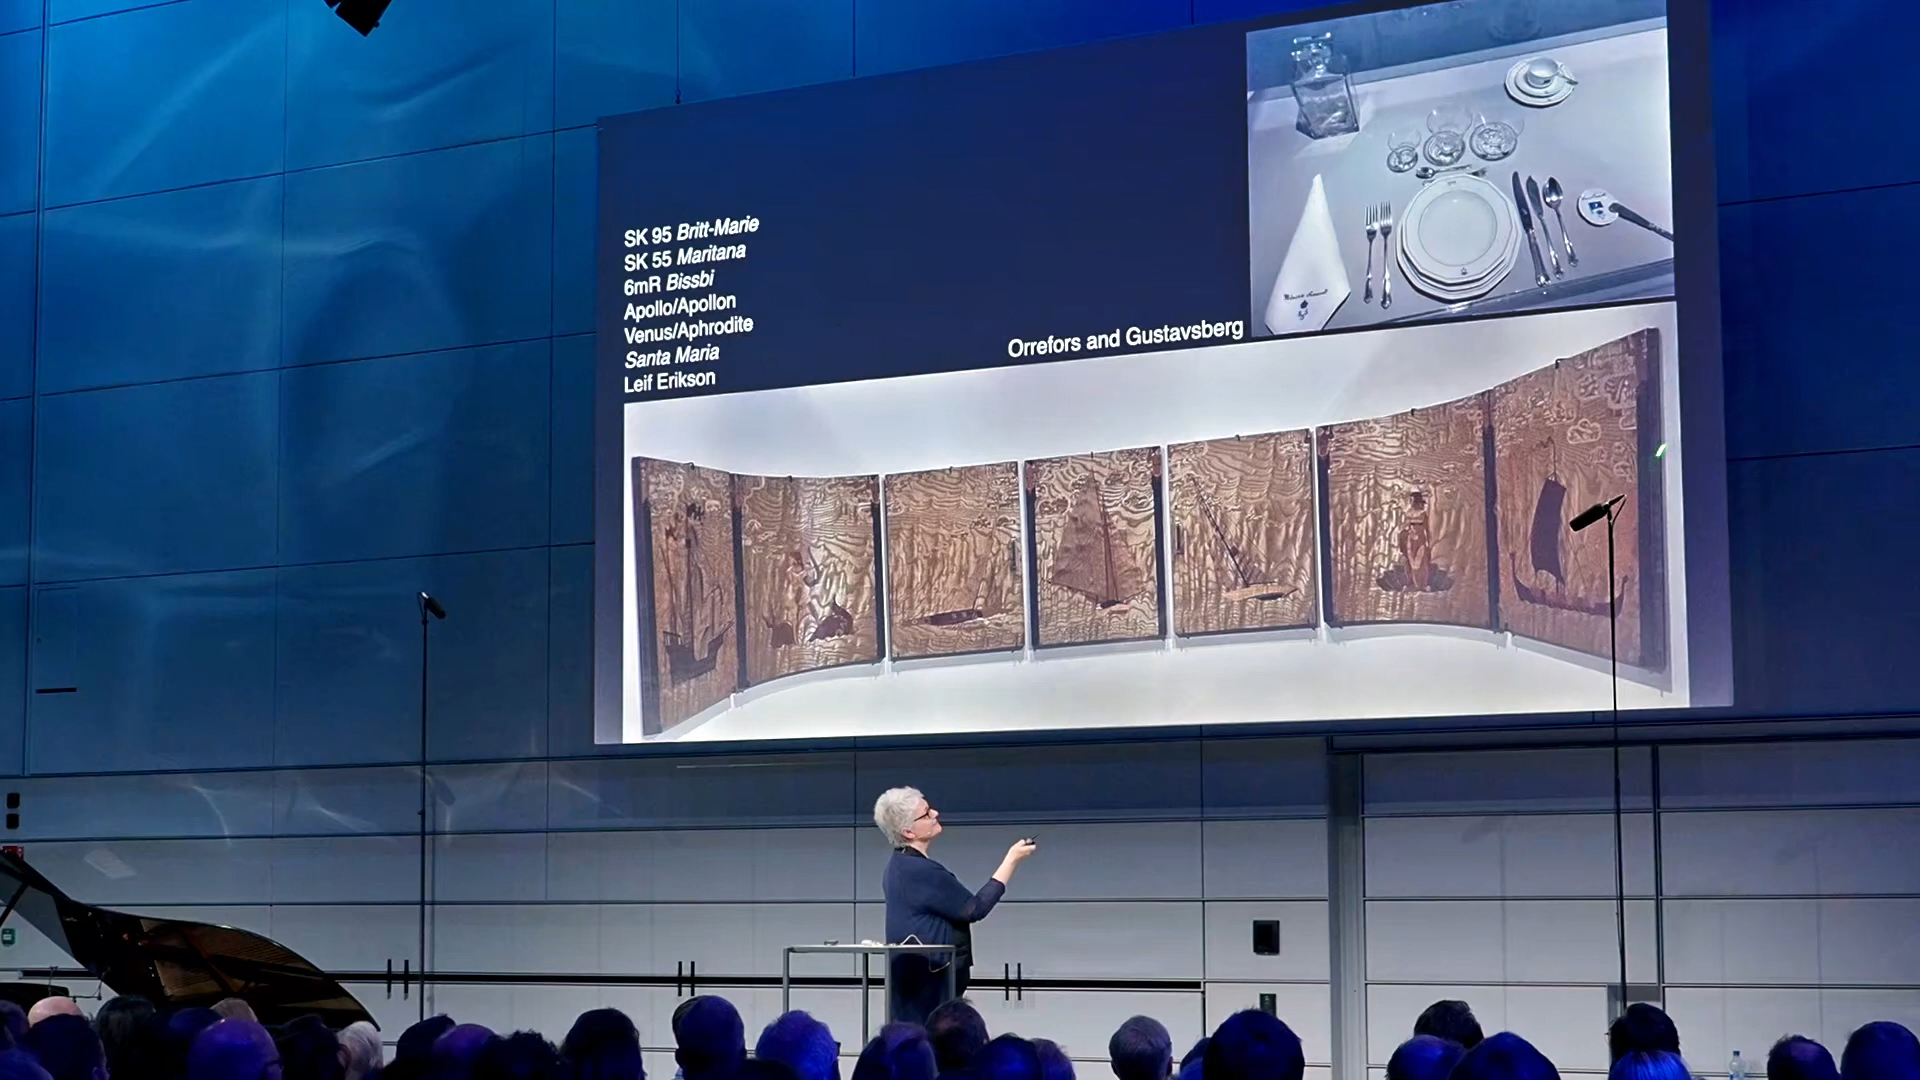 SK 95 Britt-Marie
SK 55 Maritana
6mR Bissbi
Apollo/Apollon
Venus/Aphrodite
Santa Maria
Leif Erikson
Orrefors and Gustavsberg